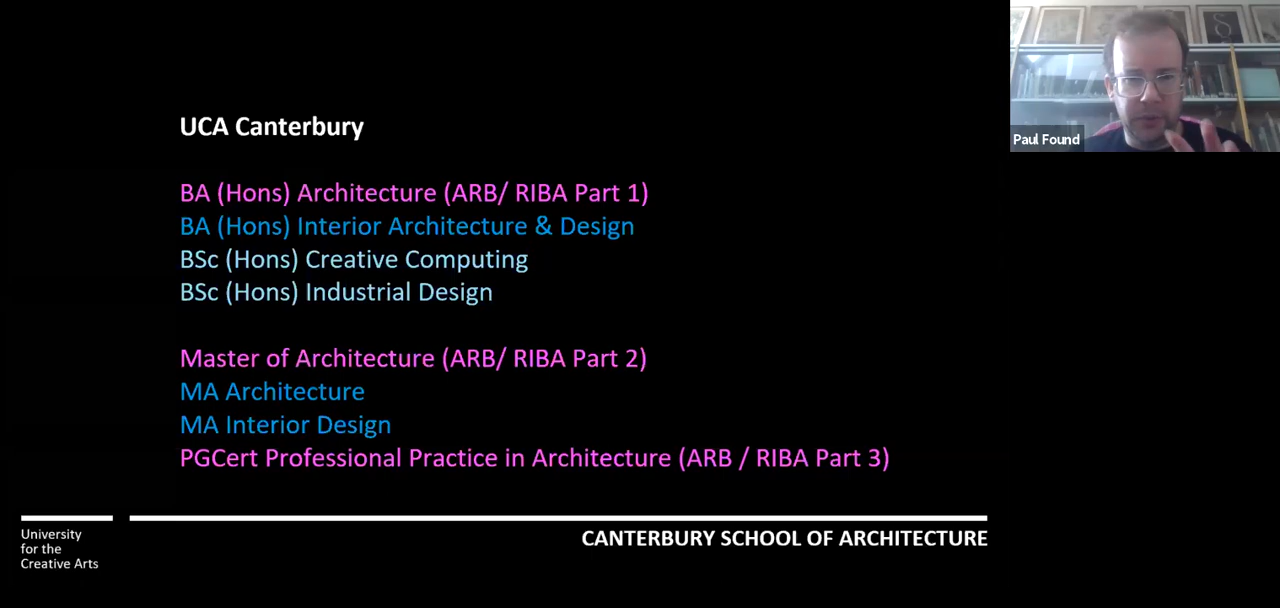 UCA Canterbury
BA (Hons) Architecture (ARB/ RIBA Part 1)
BA (Hons) Interior Architecture & Design
BSc (Hons) Creative Computing
BSc (Hons) Industrial Design
Master of Architecture (ARB/ RIBA Part 2)
MA Architecture
MA Interior Design
PGCert Professional Practice in Architecture (ARB / RIBA Part 3)
University
for the
Creative Arts
CANTERBURY SCHOOL OF ARCHITECTURE
Paul Found